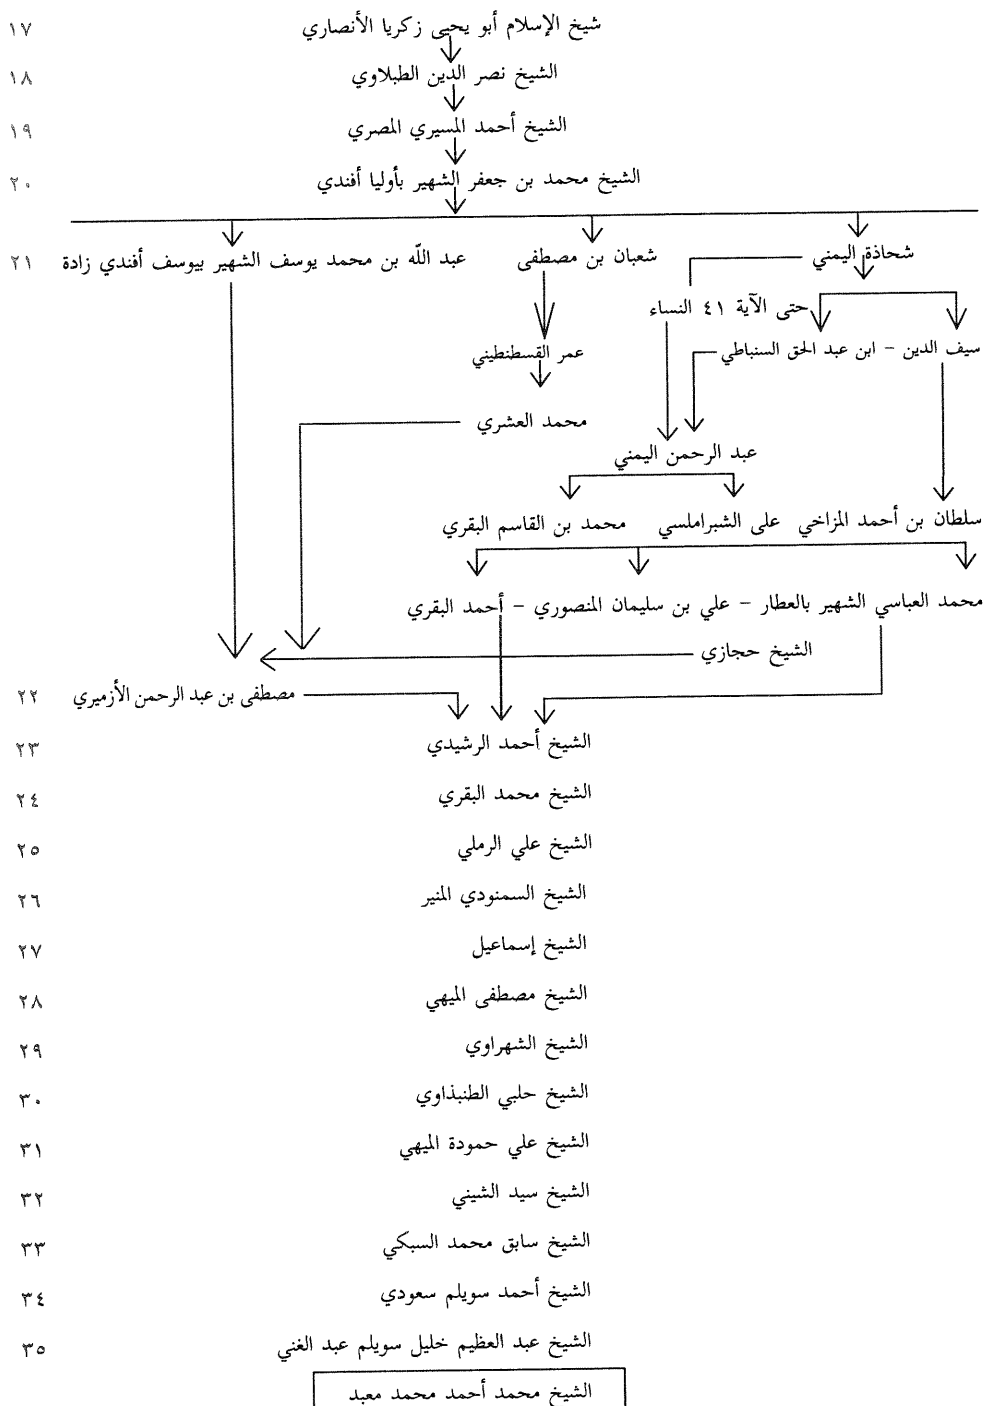 شيخ الإسلام أبو يحيى زكريا الأنصاري ١٧
الشيخ نصر الدين الطبلاوي ١٨
الشيخ أحمد المسيري المصري ١٩
الشيخ محمد بن جعفر الشهير بأوليا أفندي ٢٠
شحاذة اليمني شعبان بن مصطفى عبد اللّه بن محمد يوسف الشهير بيوسف أفندي زادة ٢١
حتى الآية ٤١ النساء
سيف الدين - ابن عبد الحق السنباطي عمر القسطنطيني
محمد العشري
عبد الرحمن اليمني
سلطان بن أحمد المزاخي على الشبراملسي محمد بن القاسم البقري
محمد العباسي الشهير بالعطار - علي بن سليمان المنصوري - أحمد البقري
الشيخ حجازي
مصطفى بن عبد الرحمن الأزميري ٢٢
الشيخ أحمد الرشيدي ٢٣
الشيخ محمد البقري ٢٤
الشيخ علي الرملي ٢٥
الشيخ السمنودي المنير ٢٦
الشيخ إسماعيل ٢٧
الشيخ مصطفى الميهي ٢٨
الشيخ الشهراوي ٢٩
الشيخ حلبي الطنبذاوي ٣٠
الشيخ علي حمودة الميهي ٣١
الشيخ سيد الشيني ٣٢
الشيخ سابق محمد السبكي ٣٣
الشيخ أحمد سويلم سعودي ٣٤
الشيخ عبد العظيم خليل سويلم عبد الغني ٣٥
الشيخ محمد أحمد محمد معبد